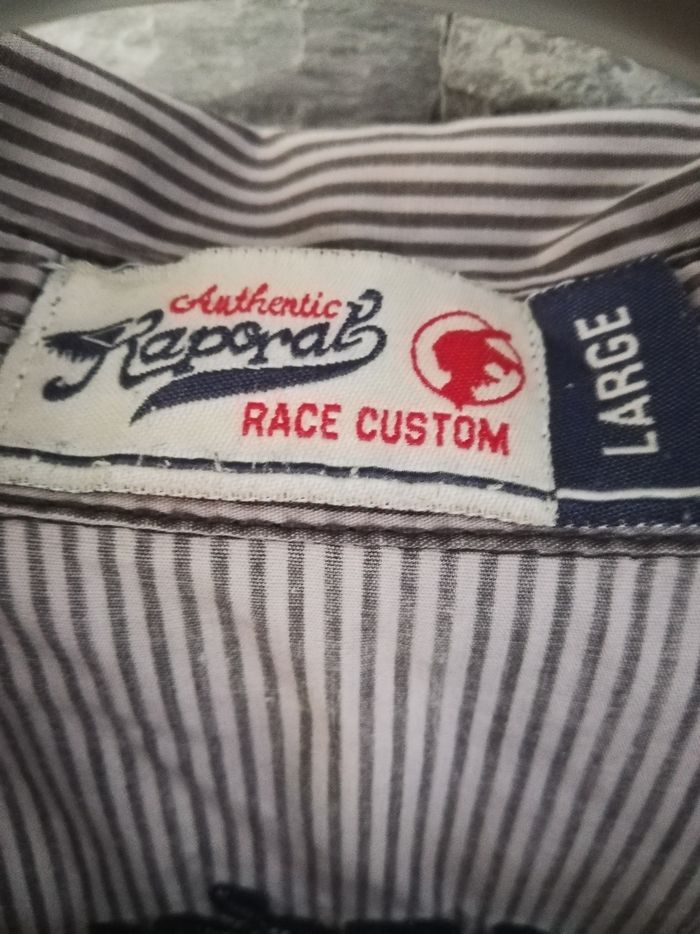 Authentic
Kaporal
RACE CUSTOM
LARGE